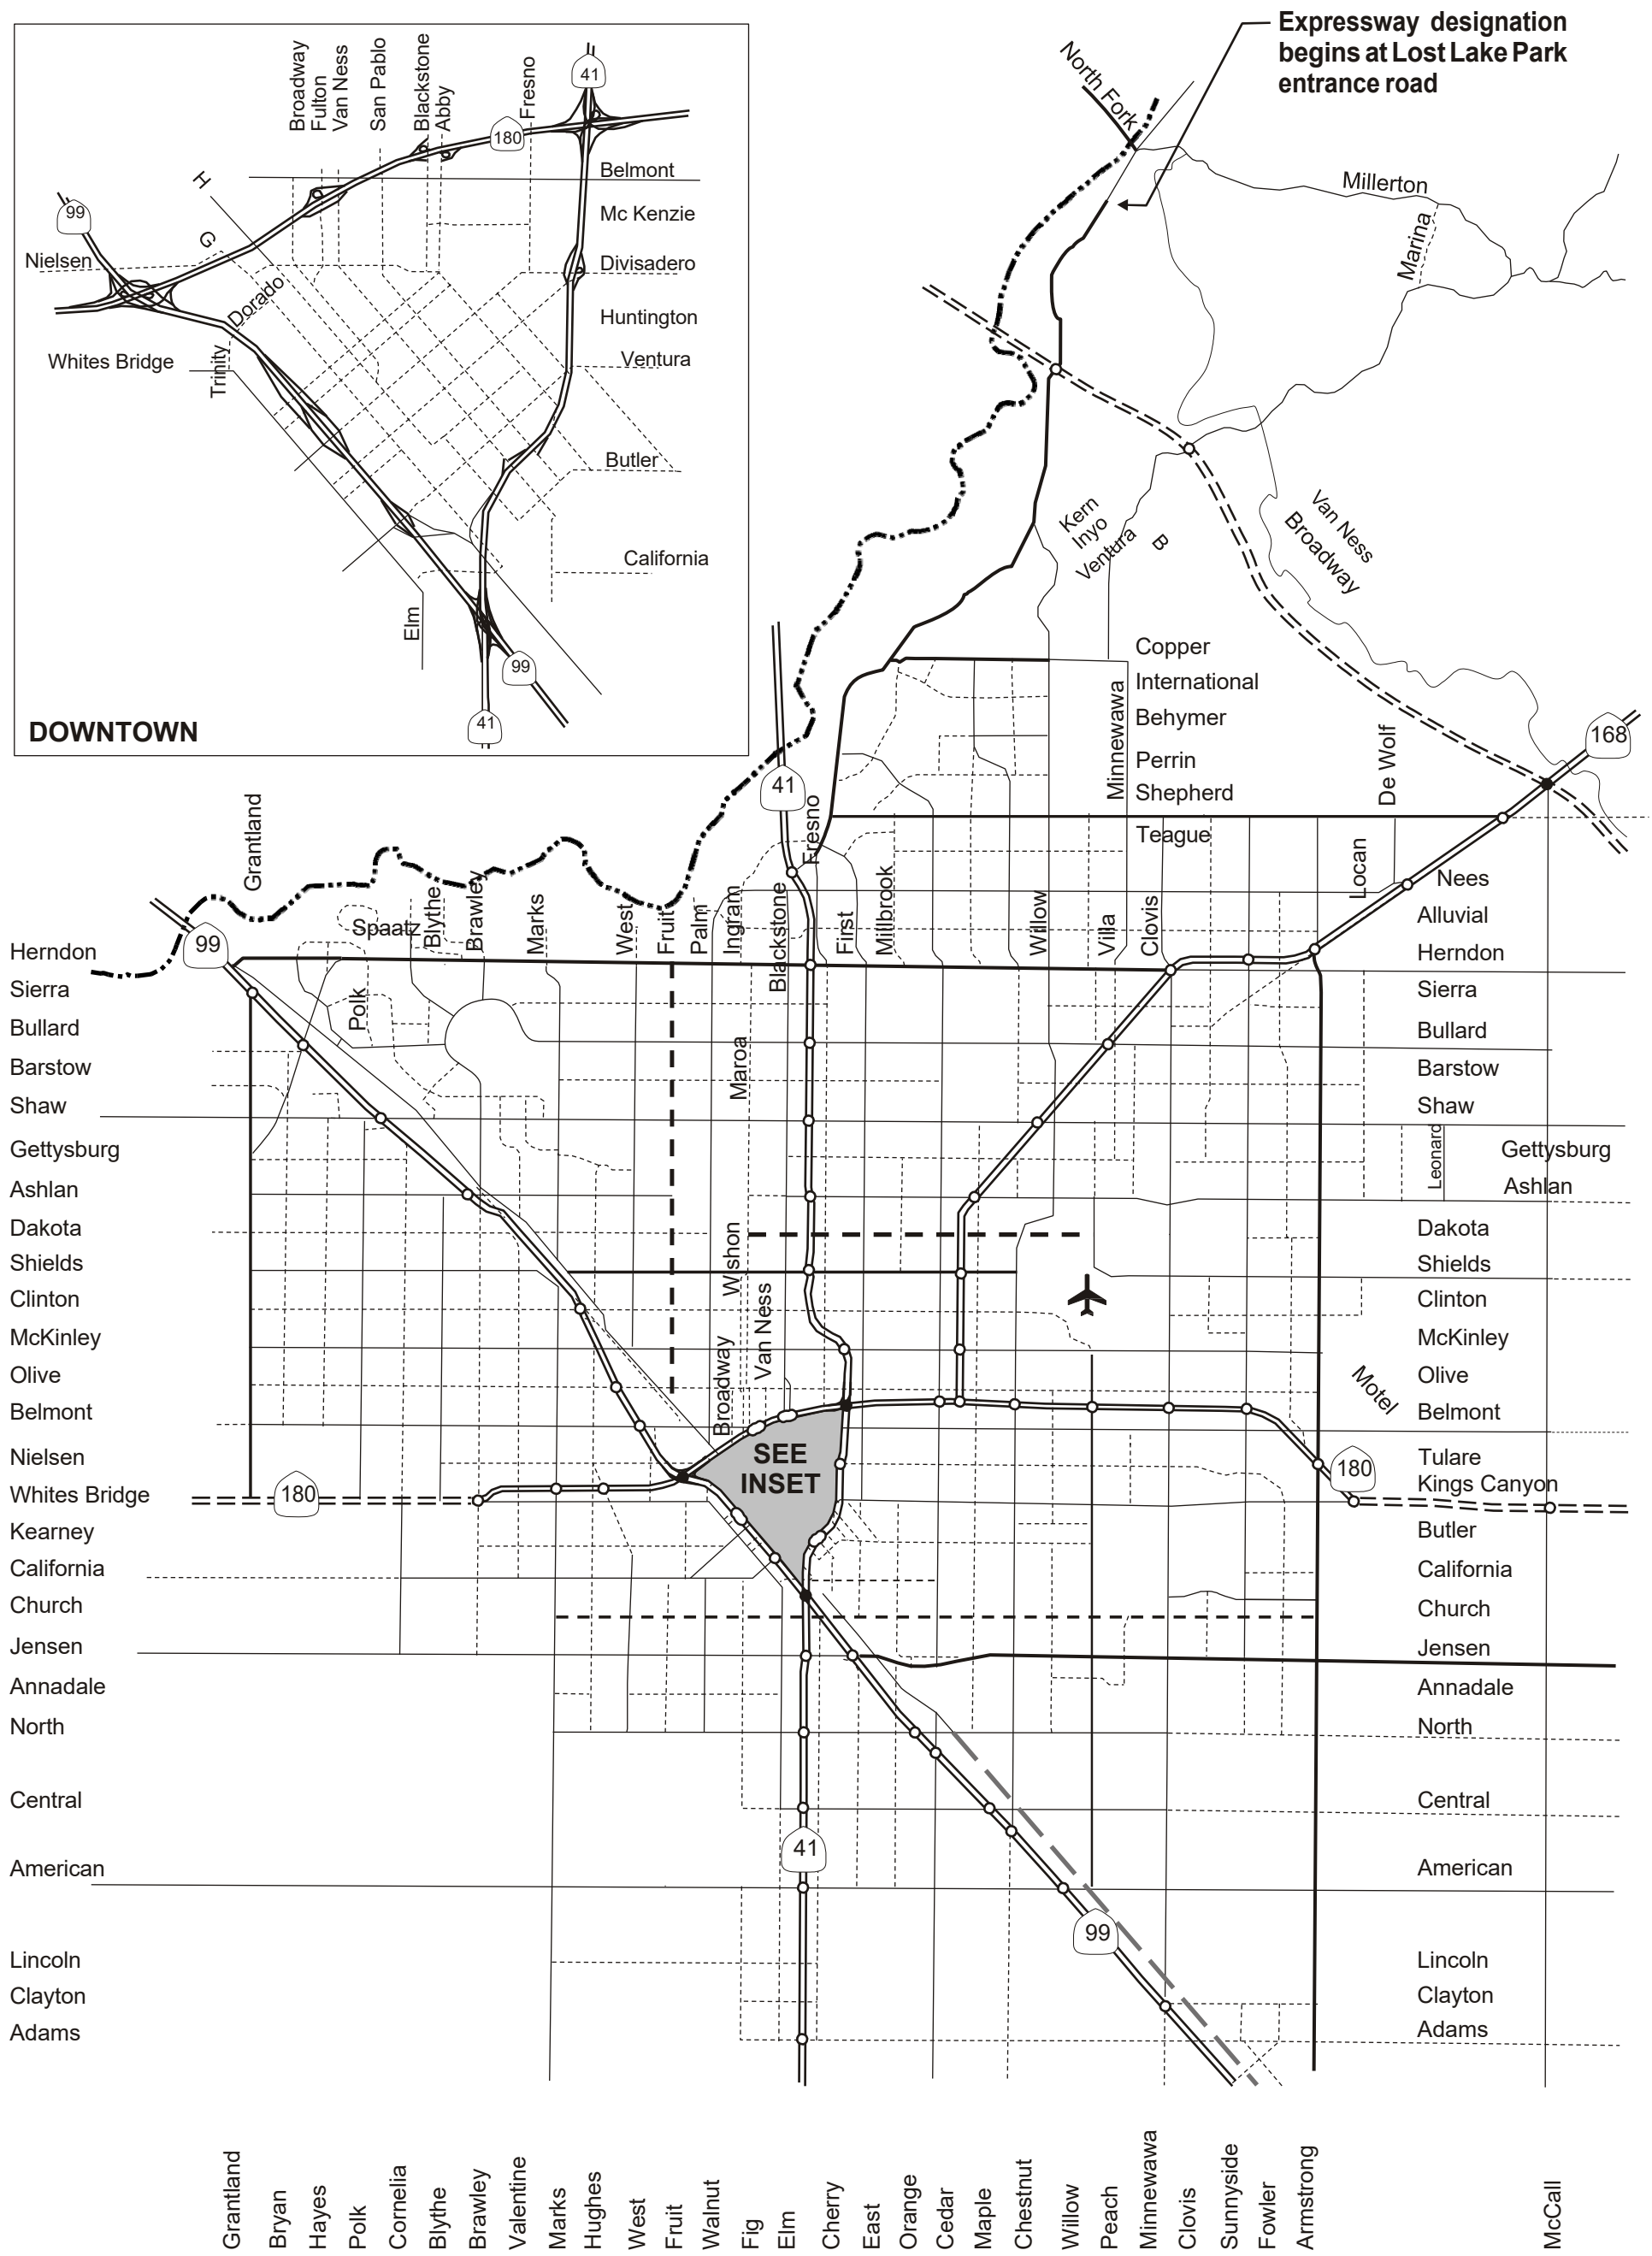 Expressway designation
begins at Lost Lake Park
entrance road
North Fork
Millerton
Marina
Broadway
Fulton
Van Ness
San Pablo
Blackstone
Abby
Fresno
41
180
Belmont
Mc Kenzie
H
99
G
Nielsen
Divisadero
Dorado
Huntington
Whites Bridge
Trinity
Ventura
Butler
California
Elm
99
41
DOWNTOWN
Kern
Inyo
Ventura
B
Van Ness
Broadway
Copper
International
Behymer
Perrin
Shepherd
Teague
Minnewawa
De Wolf
168
41
Fresno
Grantland
Locan
Nees
Alluvial
Herndon
Sierra
Bullard
Barstow
Shaw
Gettysburg
Ashlan
Leonard
Dakota
Shields
Clinton
McKinley
Olive
Belmont
Motel
Tulare
Kings Canyon
180
Butler
California
Church
Jensen
Annadale
North
Central
American
Lincoln
Clayton
Adams
99
Spaatz
Blythe
Brawley
Marks
West
Fruit
Palm
Ingram
Blackstone
First
Millbrook
Willow
Villa
Clovis
Polk
Maroa
Wishon
Van Ness
Broadway
SEE
INSET
Herndon
Sierra
Bullard
Barstow
Shaw
Gettysburg
Ashlan
Dakota
Shields
Clinton
McKinley
Olive
Belmont
Nielsen
Whites Bridge
180
Kearney
California
Church
Jensen
Annadale
North
Central
41
American
99
Lincoln
Clayton
Adams
Grantland
Bryan
Hayes
Polk
Cornelia
Blythe
Brawley
Valentine
Marks
Hughes
West
Fruit
Walnut
Fig
Elm
Cherry
East
Orange
Cedar
Maple
Chestnut
Willow
Peach
Minnewawa
Clovis
Sunnyside
Fowler
Armstrong
McCall